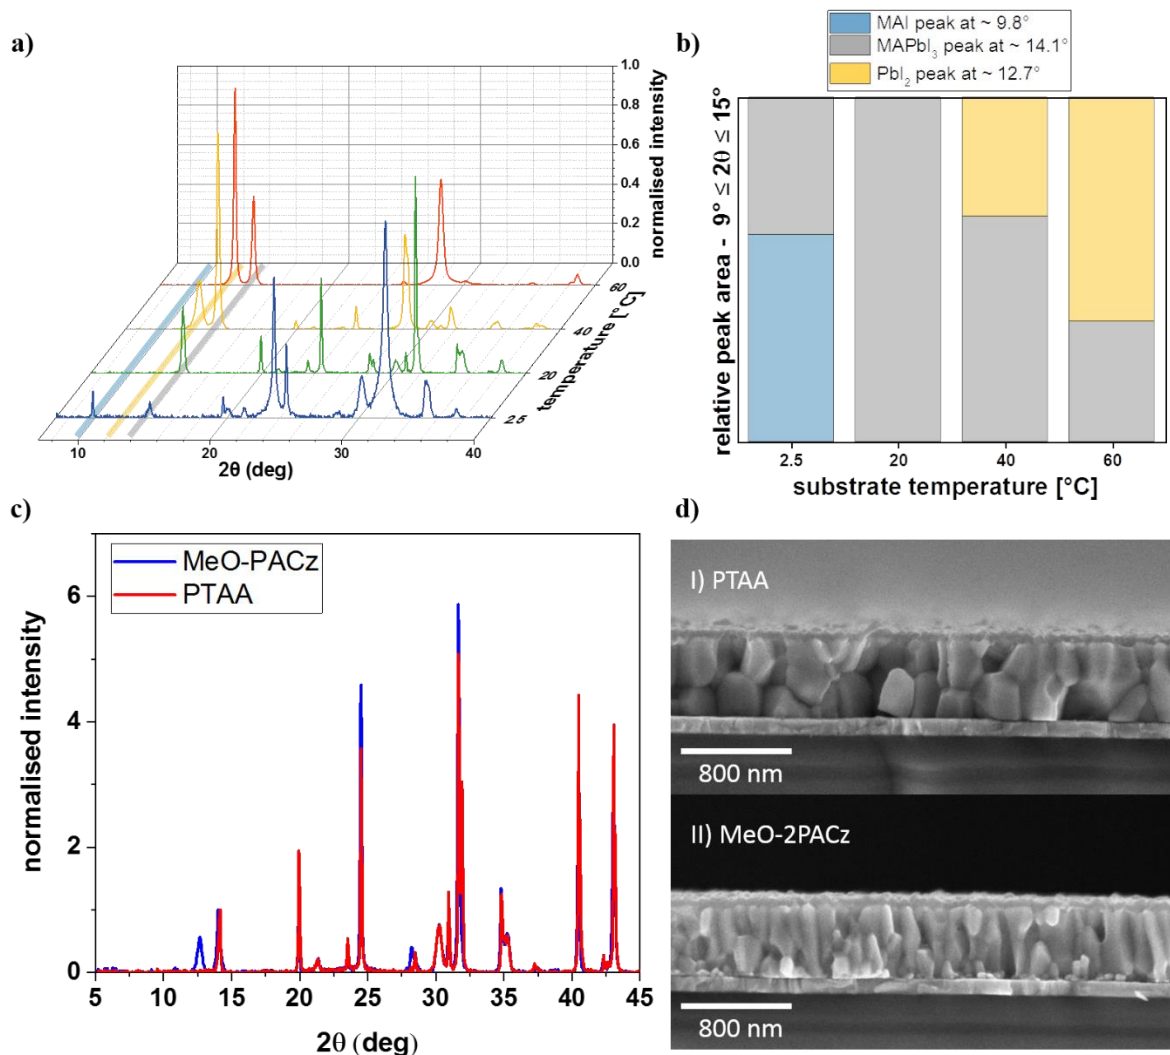 a)
1.0
0.8
0.6
0.4
0.2
0.0
normalised intensity
60
40
20
25
temperature [°C]
10
20
30
40
2θ (deg)
b)
MAI peak at ~ 9.8°
MAPbI₃ peak at ~ 14.1°
PbI₂ peak at ~ 12.7°
relative peak area - 9° ≤ 2θ ≤ 15°
2.5
20
40
60
substrate temperature [°C]
c)
MeO-PACz
PTAA
normalised intensity
6
4
2
0
5
10
15
20
25
30
35
40
45
2θ (deg)
d)
I) PTAA
800 nm
II) MeO-2PACz
800 nm